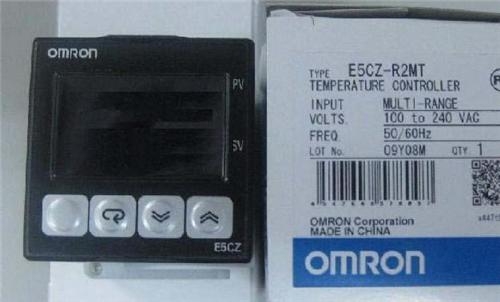 OMRON
PV
SV
E5CZ
TYPE E5CZ-R2MT
TEMPERATURE CONTROLLER
INPUT MULTI-RANGE
VOLTS. 100 to 240 VAC
FREQ. 50/60Hz
LOT No. 09Y08M QTY. 1
OMRON Corporation
MADE IN CHINA
OMRON